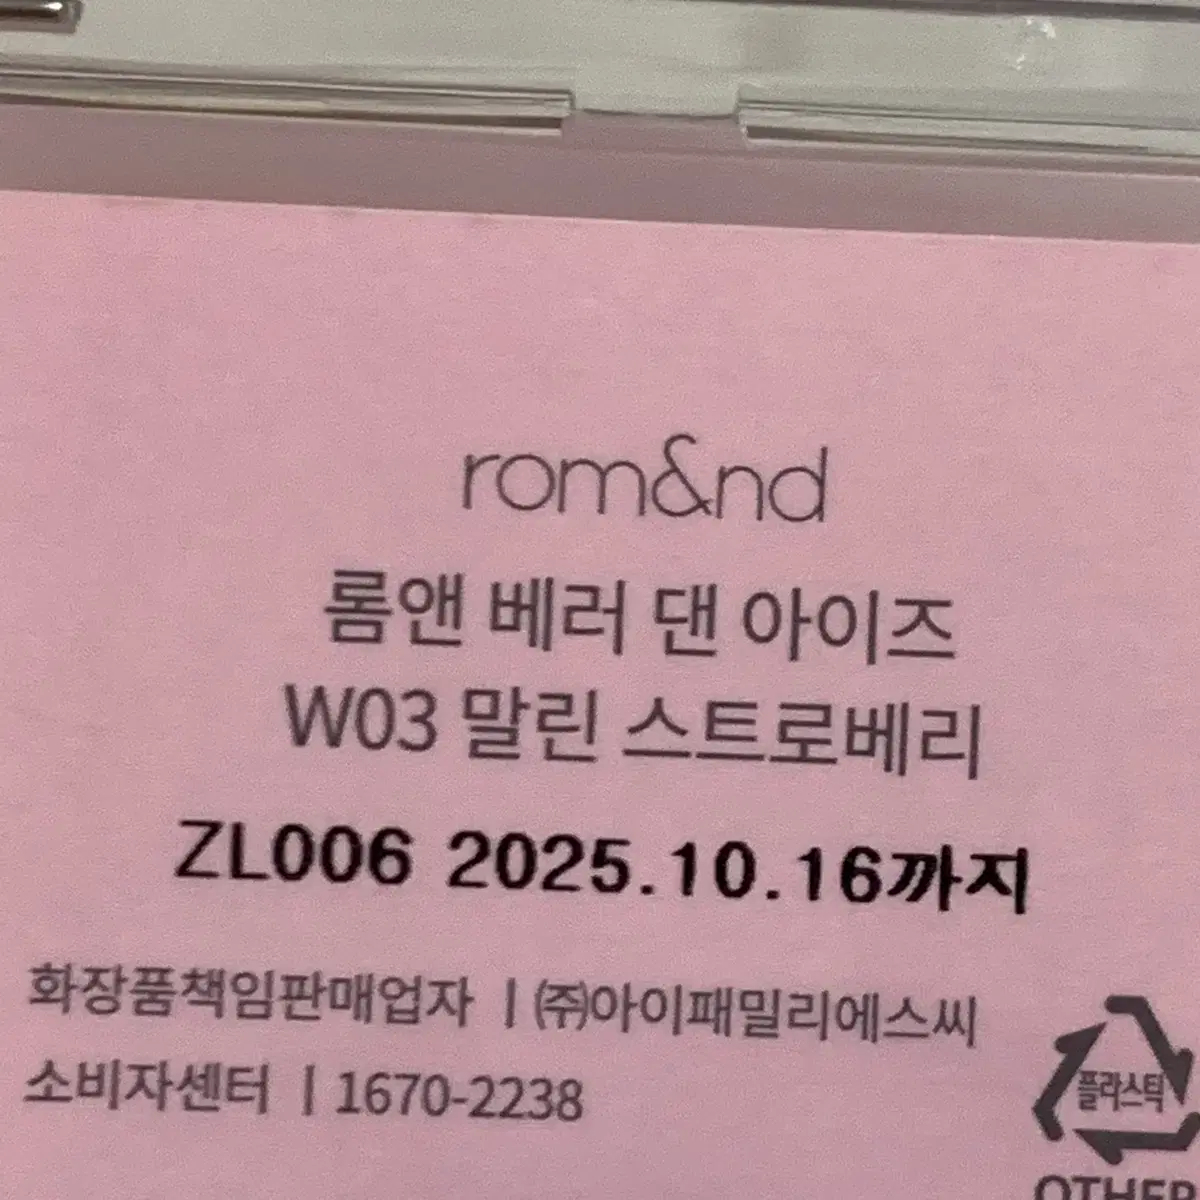 rom&nd
롬앤 베러 댄 아이즈
W03 말린 스트로베리
ZL006 2025.10.16까지
화장품책임판매업자 | ㈜아이패밀리에스씨
소비자센터 | 1670-2238
플라스틱
OTHER